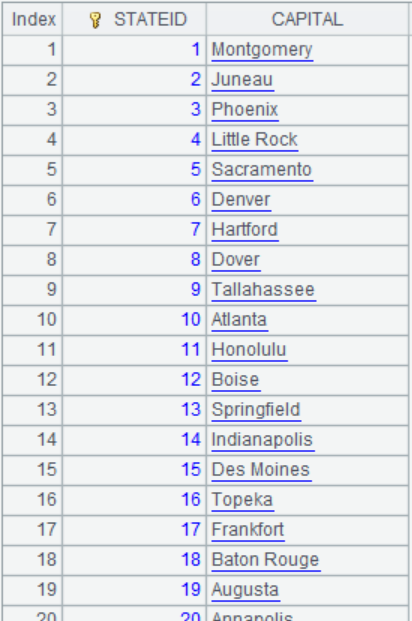 Index STATEID CAPITAL
1 1 Montgomery
2 2 Juneau
3 3 Phoenix
4 4 Little Rock
5 5 Sacramento
6 6 Denver
7 7 Hartford
8 8 Dover
9 9 Tallahassee
10 10 Atlanta
11 11 Honolulu
12 12 Boise
13 13 Springfield
14 14 Indianapolis
15 15 Des Moines
16 16 Topeka
17 17 Frankfort
18 18 Baton Rouge
19 19 Augusta
20 20 Annapolis